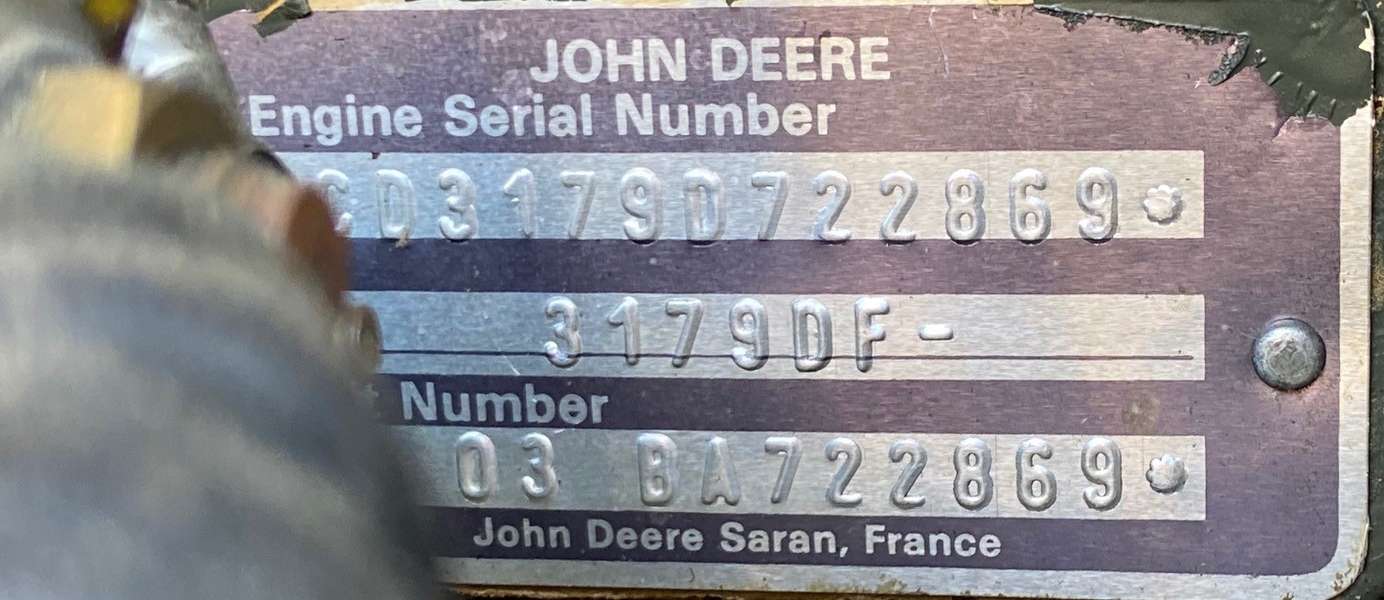 JOHN DEERE
Engine Serial Number
CD3179D722869*
3179DF-
Number
03 BA722869*
John Deere Saran, France